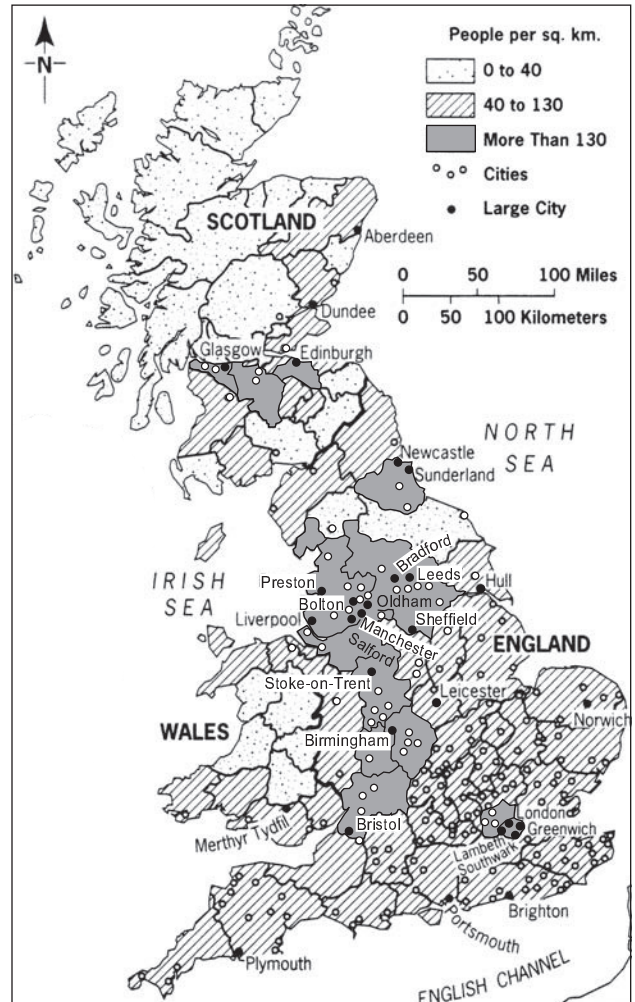 People per sq. km.
0 to 40
40 to 130
More Than 130
Cities
Large City
N
SCOTLAND
Aberdeen
0 50 100 Miles
0 50 100 Kilometers
Dundee
Glasgow
Edinburgh
NORTH
SEA
Newcastle
Sunderland
IRISH
SEA
Bradford
Leeds
Preston
Hull
Bolton
Oldham
Liverpool
Manchester
Sheffield
Salford
ENGLAND
Stoke-on-Trent
Leicester
Norwich
WALES
Birmingham
Merthyr Tydfil
Bristol
London
Greenwich
Lambeth
Southwark
Brighton
Portsmouth
Plymouth
ENGLISH CHANNEL